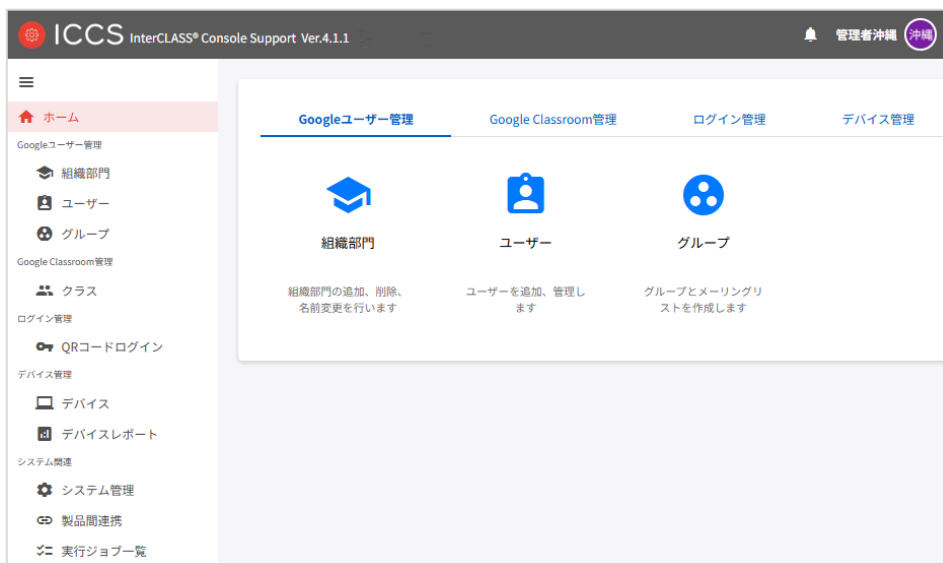 ICCS InterCLASS® Console Support Ver.4.1.1
管理者沖縄 沖縄
ホーム
Googleユーザー管理
組織部門
ユーザー
グループ
Google Classroom管理
クラス
ログイン管理
QRコードログイン
デバイス管理
デバイス
デバイスレポート
システム関連
システム管理
製品間連携
実行ジョブ一覧
Googleユーザー管理 Google Classroom管理 ログイン管理 デバイス管理
組織部門
組織部門の追加、削除、
名前変更を行います
ユーザー
ユーザーを追加、管理し
ます
グループ
グループとメーリングリ
ストを作成します